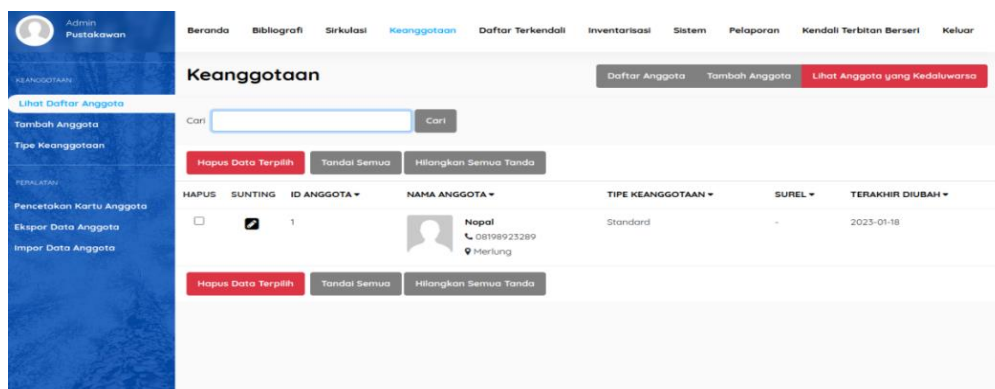 Admin
Pustakawan
Beranda Bibliografi Sirkulasi Keanggotaan Daftar Terkendali Inventarisasi Sistem Pelaporan Kendali Terbitan Berseri Keluar
KEANGGOTAAN
Lihat Daftar Anggota
Tambah Anggota
Tipe Keanggotaan
PERALATAN
Pencetakan Kartu Anggota
Ekspor Data Anggota
Impor Data Anggota
Keanggotaan
Daftar Anggota Tambah Anggota Lihat Anggota yang Kedaluwarsa
Cari Cari
Hapus Data Terpilih Tandai Semua Hilangkan Semua Tanda
HAPUS SUNTING ID ANGGOTA NAMA ANGGOTA TIPE KEANGGOTAAN SUREL TERAKHIR DIUBAH
1 Nopal Standard - 2023-01-18
08198923289
Merlung
Hapus Data Terpilih Tandai Semua Hilangkan Semua Tanda